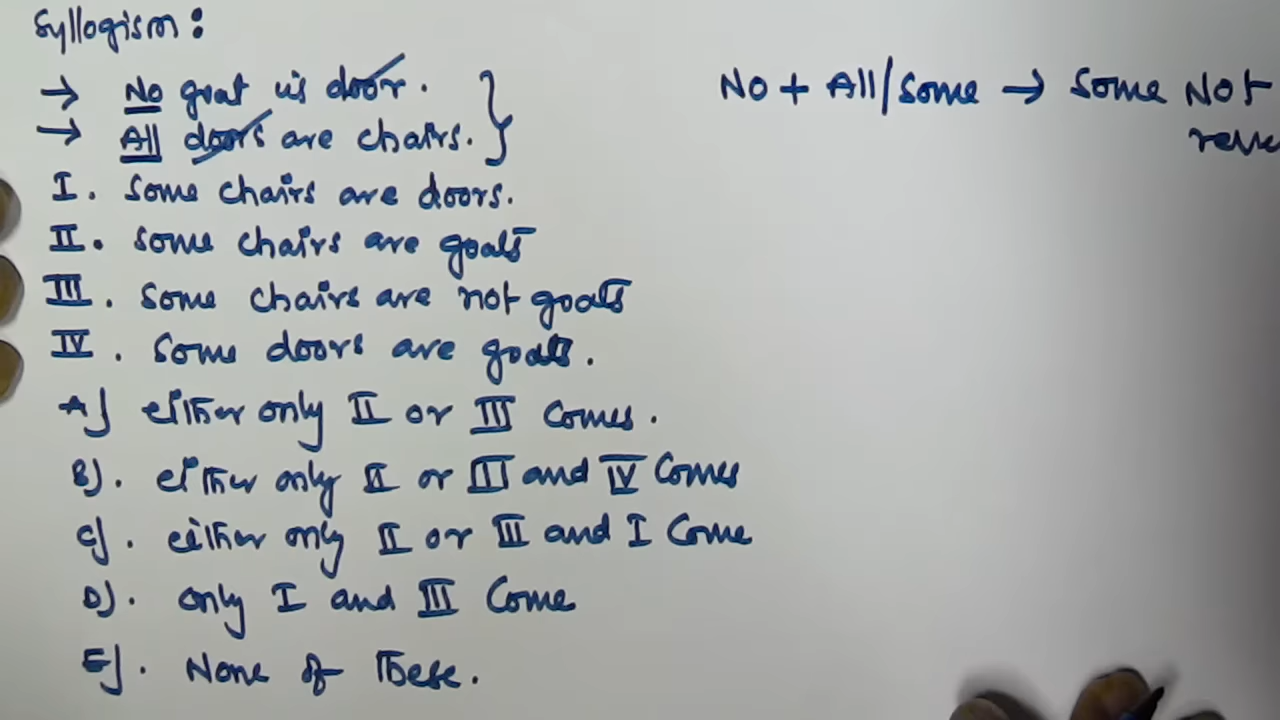 Syllogism:
→ No goat is door.
→ All doors are chairs.
No + All/Some → Some Not
I. Some chairs are doors.
II. Some chairs are goats
III. Some chairs are not goats
IV. Some doors are goats.
A) either only II or III Comes.
B). either only II or III and IV Comes
C). either only II or III and I Come
D). only I and III Come
E). None of These.